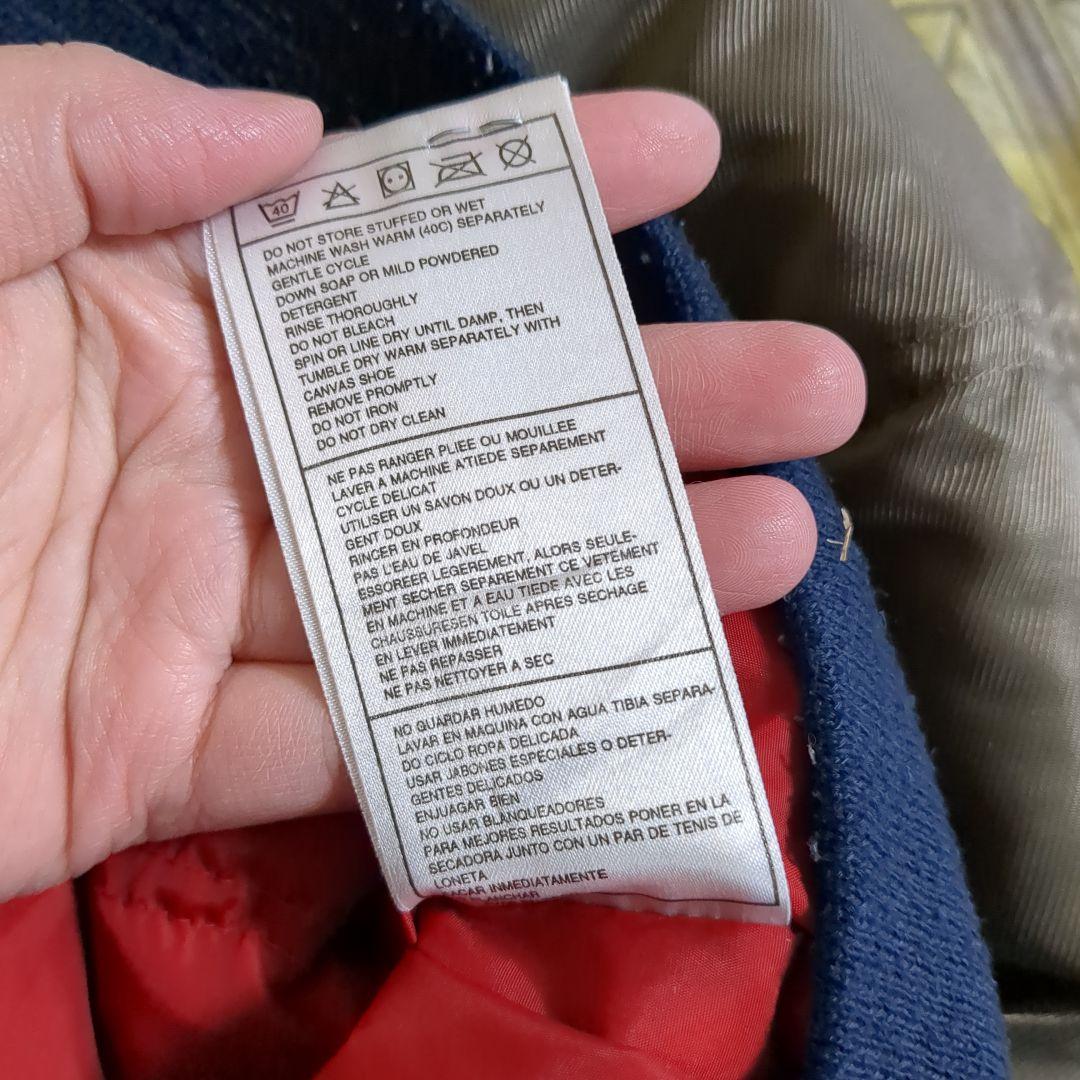 40
DO NOT STORE STUFFED OR WET
MACHINE WASH WARM (40C) SEPARATELY
GENTLE CYCLE
DOWN SOAP OR MILD POWDERED
DETERGENT
RINSE THOROUGHLY
DO NOT BLEACH
SPIN OR LINE DRY UNTIL DAMP, THEN
TUMBLE DRY WARM SEPARATELY WITH
CANVAS SHOE
REMOVE PROMPTLY
DO NOT IRON
DO NOT DRY CLEAN
NE PAS RANGER PLIEE OU MOUILLEE
LAVER A MACHINE A'TIEDE SEPAREMENT
CYCLE DELICAT
UTILISER UN SAVON DOUX OU UN DETER-
GENT DOUX
RINCER EN PROFONDEUR
PAS L'EAU DE JAVEL
ESSOREER LEGEREMENT, ALORS SEULE-
MENT SECHER SEPAREMENT CE VETEMENT
EN MACHINE ET A EAU TIEDE AVEC LES
CHAUSSURESEN TOILE APRES SECHAGE
EN LEVER IMMEDIATEMENT
NE PAS REPASSER
NE PAS NETTOYER A SEC
NO GUARDAR HUMEDO
LAVAR EN MAQUINA CON AGUA TIBIA SEPARA-
DO CICLO ROPA DELICADA
USAR JABONES ESPECIALES O DETER-
GENTES DELICADOS
ENJUAGAR BIEN
NO USAR BLANQUEADORES
PARA MEJORES RESULTADOS PONER EN LA
SECADORA JUNTO CON UN PAR DE TENIS DE
LONETA
SACAR INMEDIATAMENTE